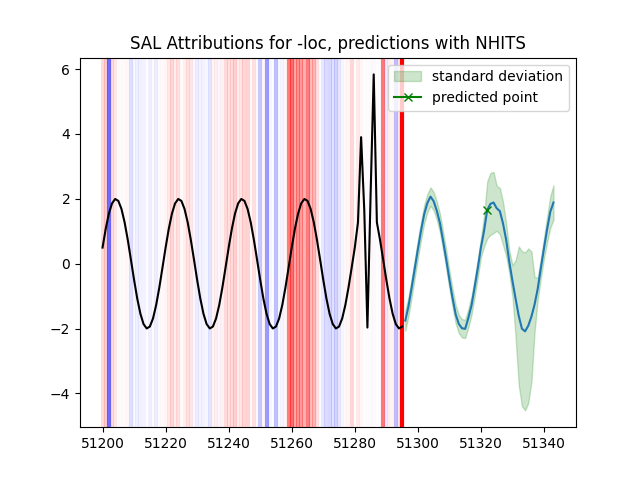 SAL Attributions for -loc, predictions with NHITS
standard deviation
predicted point
6
4
2
0
−2
−4
51200 51220 51240 51260 51280 51300 51320 51340